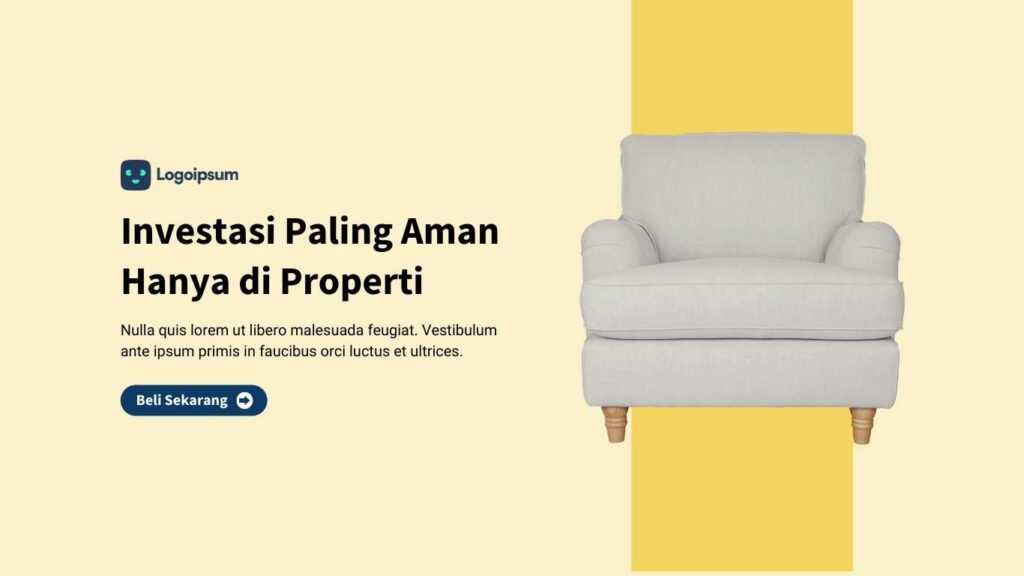 Logoipsum
Investasi Paling Aman
Hanya di Properti
Nulla quis lorem ut libero malesuada feugiat. Vestibulum
ante ipsum primis in faucibus orci luctus et ultrices.
Beli Sekarang